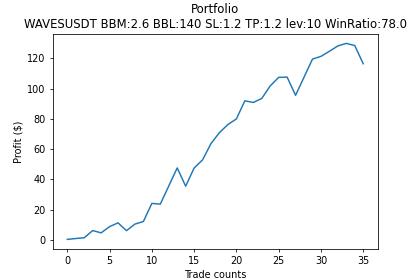 Portfolio
WAVESUSDT BBM:2.6 BBL:140 SL:1.2 TP:1.2 lev:10 WinRatio:78.0
Profit ($)
120
100
80
60
40
20
0
0 5 10 15 20 25 30 35
Trade counts